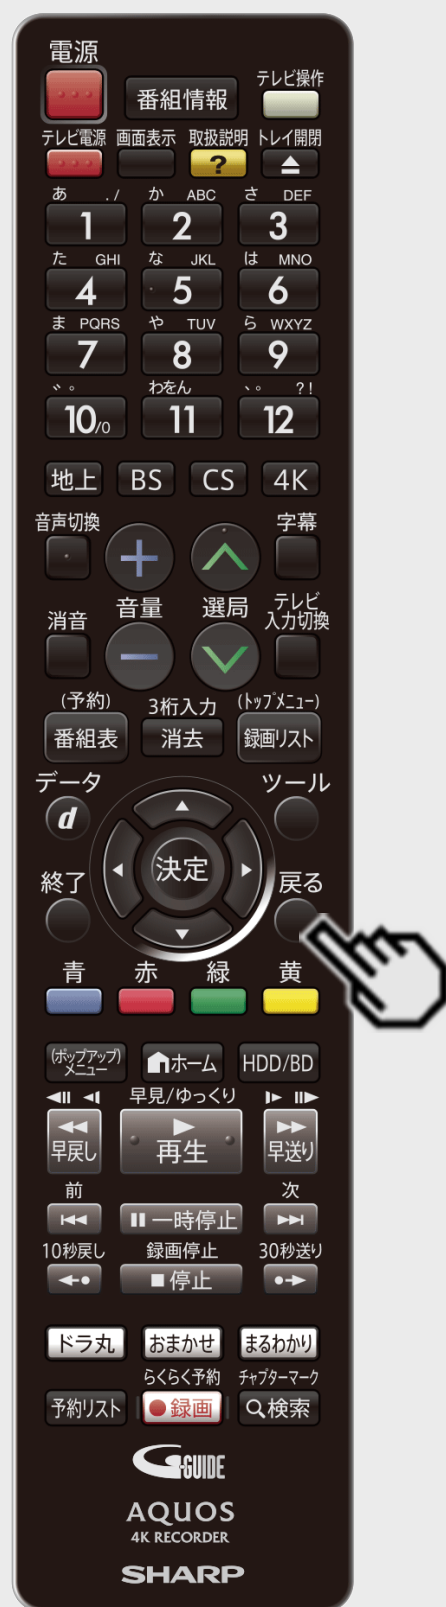 電源
番組情報
テレビ操作
テレビ電源 画面表示 取扱説明 トレイ開閉
?
あ ./ か ABC さ DEF
1 2 3
た GHI な JKL は MNO
4 5 6
ま PQRS や TUV ら WXYZ
7 8 9
゛゜ わをん 、。 ?!
10/0 11 12
地上 BS CS 4K
音声切換 字幕
+
消音 音量 選局 テレビ
入力切換
−
(予約) 3桁入力 (トップメニュー)
番組表 消去 録画リスト
データ ツール
d
決定
終了 戻る
青 赤 緑 黄
(ポップアップ)
メニュー ホーム HDD/BD
早見/ゆっくり
早戻し 再生 早送り
前 次
一時停止
10秒戻し 録画停止 30秒送り
停止
ドラ丸 おまかせ まるわかり
らくらく予約 チャプターマーク
予約リスト 録画 検索
G-GUIDE
AQUOS
4K RECORDER
SHARP